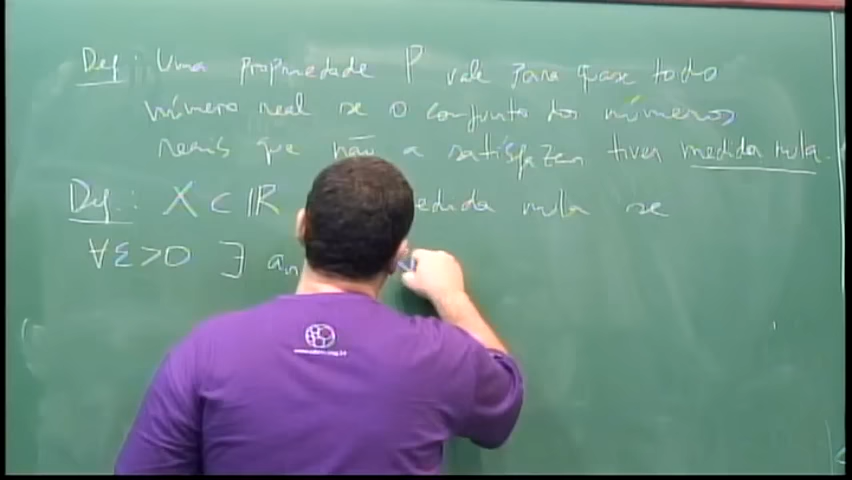 Def: Uma propriedade P vale para quase todo
número real se o conjunto dos números
reais que não a satisfazem tiver medida nula.
Def.: X ⊂ ℝ medida nula se
∀ε>0 ∃ an